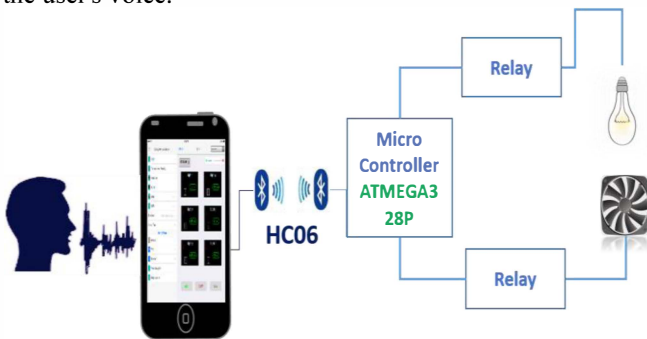 the user's voice.
Relay
Micro
Controller
ATMEGA3
28P
HC06
Relay